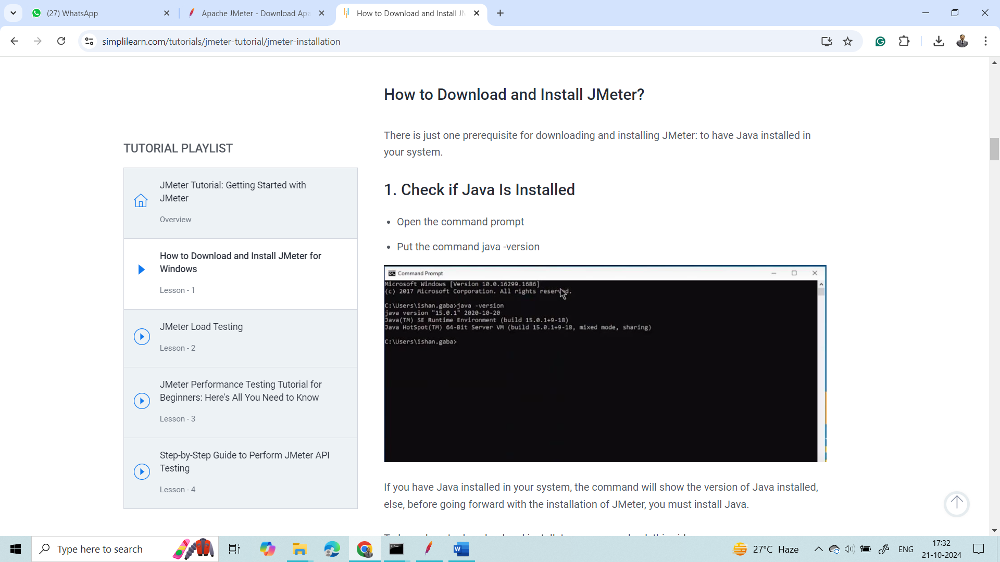 (27) WhatsApp
Apache JMeter - Download Apa
How to Download and Install JM
simplilearn.com/tutorials/jmeter-tutorial/jmeter-installation
How to Download and Install JMeter?
There is just one prerequisite for downloading and installing JMeter: to have Java installed in
your system.
TUTORIAL PLAYLIST
JMeter Tutorial: Getting Started with
JMeter
Overview
How to Download and Install JMeter for
Windows
Lesson - 1
JMeter Load Testing
Lesson - 2
JMeter Performance Testing Tutorial for
Beginners: Here's All You Need to Know
Lesson - 3
Step-by-Step Guide to Perform JMeter API
Testing
Lesson - 4
1. Check if Java Is Installed
• Open the command prompt
• Put the command java -version
Command Prompt
Microsoft Windows [Version 10.0.16299.1686]
(c) 2017 Microsoft Corporation. All rights reserved.
C:\Users\ishan.gaba>java -version
java version "15.0.1" 2020-10-20
Java(TM) SE Runtime Environment (build 15.0.1+9-18)
Java HotSpot(TM) 64-Bit Server VM (build 15.0.1+9-18, mixed mode, sharing)
C:\Users\ishan.gaba>
If you have Java installed in your system, the command will show the version of Java installed,
else, before going forward with the installation of JMeter, you must install Java.
Type here to search
27°C Haze
ENG
17:32
21-10-2024